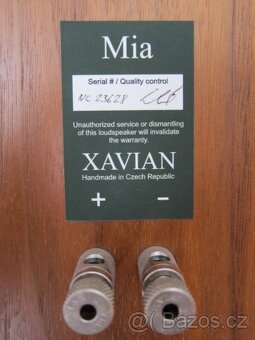 Mia
Serial # / Quality control
NC 23628
Unauthorized service or dismantling
of this loudspeaker will invalidate
the warranty.
XAVIAN
Handmade in Czech Republic
+ −
Bazoš.cz